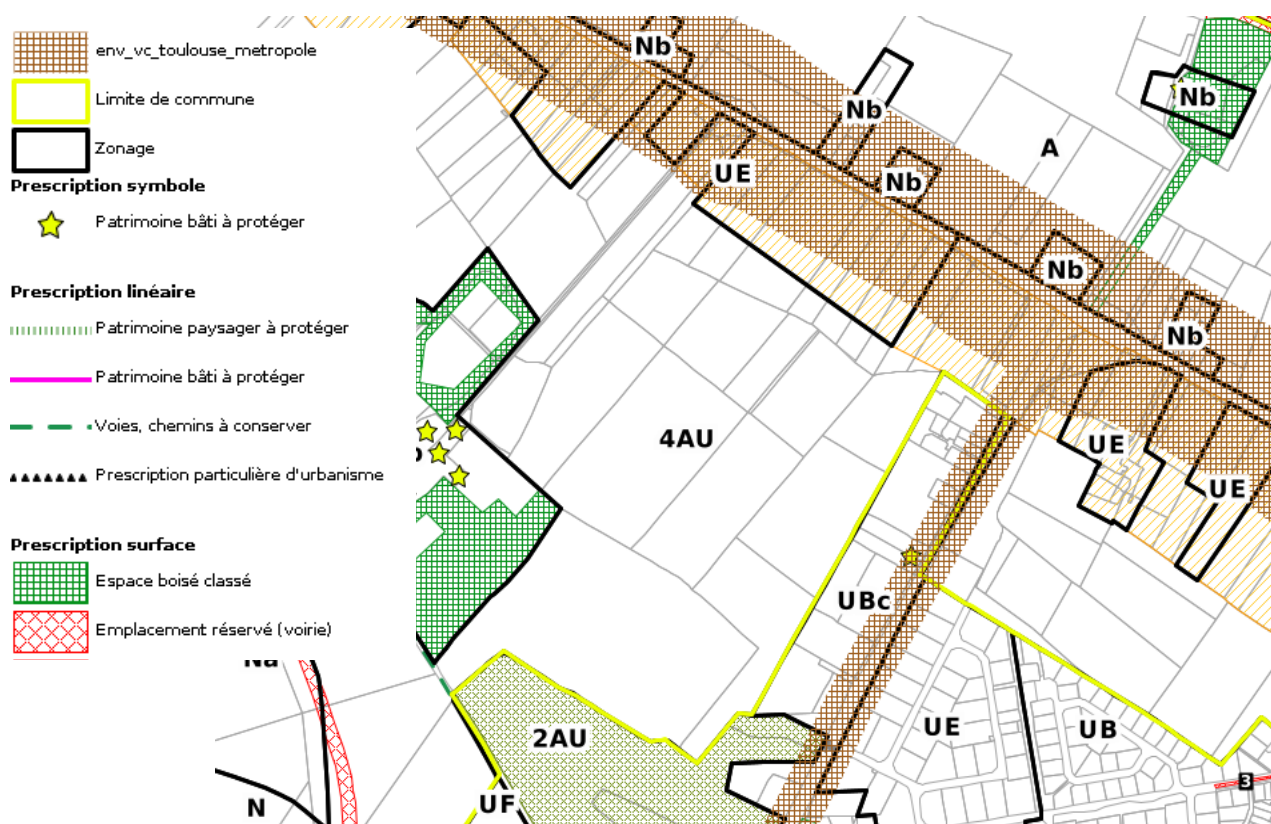 env_vc_toulouse_metropole
Limite de commune
Zonage
Prescription symbole
Patrimoine bâti à protéger
Prescription linéaire
Patrimoine paysager à protéger
Patrimoine bâti à protéger
Voies, chemins à conserver
Prescription particulière d'urbanisme
Prescription surface
Espace boisé classé
Emplacement réservé (voirie)
Nb
Nb
Nb
A
UE
Nb
Nb
Nb
4AU
UE
UE
UBc
2AU
UE
UB
3
N
UF